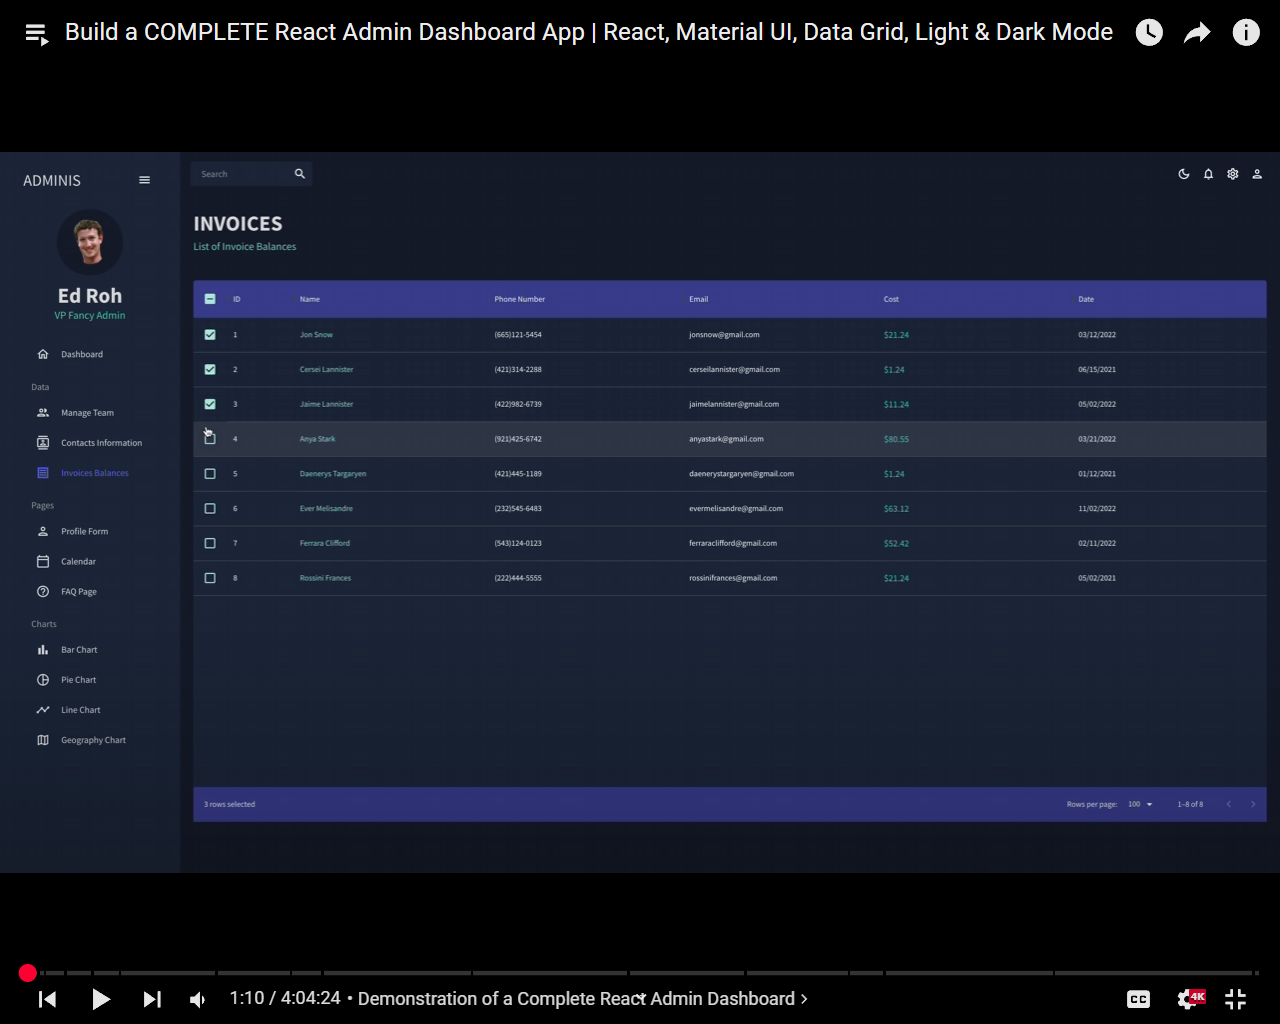 Build a COMPLETE React Admin Dashboard App | React, Material UI, Data Grid, Light & Dark Mode
ADMINIS
Search
Ed Roh
VP Fancy Admin
Dashboard
Data
Manage Team
Contacts Information
Invoices Balances
Pages
Profile Form
Calendar
FAQ Page
Charts
Bar Chart
Pie Chart
Line Chart
Geography Chart
INVOICES
List of Invoice Balances
ID Name Phone Number Email Cost Date
1 Jon Snow (665)121-5454 jonsnow@gmail.com $21.24 03/12/2022
2 Cersei Lannister (421)314-2288 cerseilannister@gmail.com $1.24 06/15/2021
3 Jaime Lannister (422)982-6739 jaimelannister@gmail.com $11.24 05/02/2022
4 Anya Stark (921)425-6742 anyastark@gmail.com $80.55 03/21/2022
5 Daenerys Targaryen (421)445-1189 daenerystargaryen@gmail.com $1.24 01/12/2021
6 Ever Melisandre (232)545-6483 evermelisandre@gmail.com $63.12 11/02/2022
7 Ferrara Clifford (543)124-0123 ferraraclifford@gmail.com $52.42 02/11/2022
8 Rossini Frances (222)444-5555 rossinifrances@gmail.com $21.24 05/02/2021
3 rows selected Rows per page: 100 1–8 of 8
1:10 / 4:04:24 • Demonstration of a Complete React Admin Dashboard ›
CC
4K